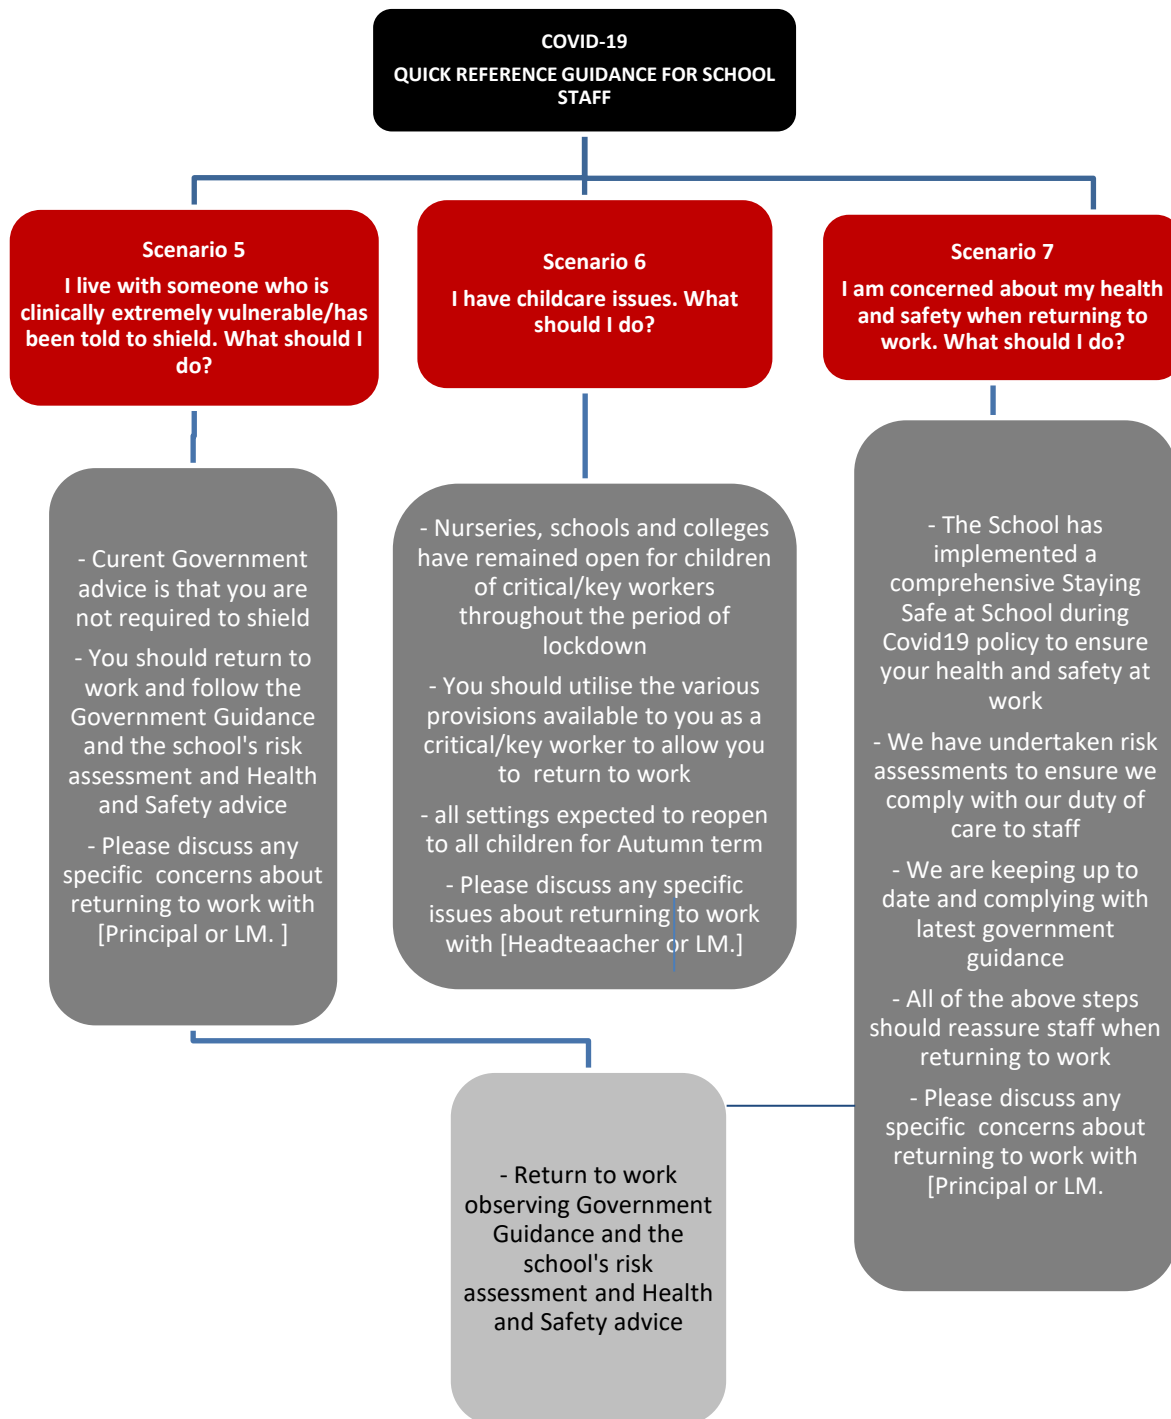 COVID-19
QUICK REFERENCE GUIDANCE FOR SCHOOL
STAFF
Scenario 5
I live with someone who is
clinically extremely vulnerable/has
been told to shield. What should I
do?
Scenario 6
I have childcare issues. What
should I do?
Scenario 7
I am concerned about my health
and safety when returning to
work. What should I do?
- Curent Government
advice is that you are
not required to shield
- You should return to
work and follow the
Government Guidance
and the school's risk
assessment and Health
and Safety advice
- Please discuss any
specific  concerns about
returning to work with
[Principal or LM. ]
- Nurseries, schools and colleges
have remained open for children
of critical/key workers
throughout the period of
lockdown
- You should utilise the various
provisions available to you as a
critical/key worker to allow you
to  return to work
- all settings expected to reopen
to all children for Autumn term
- Please discuss any specific
issues about returning to work
with [Headteaacher or LM.]
- The School has
implemented a
comprehensive Staying
Safe at School during
Covid19 policy to ensure
your health and safety at
work
- We have undertaken risk
assessments to ensure we
comply with our duty of
care to staff
- We are keeping up to
date and complying with
latest government
guidance
- All of the above steps
should reassure staff when
returning to work
- Please discuss any
specific  concerns about
returning to work with
[Principal or LM.
- Return to work
observing Government
Guidance and the
school's risk
assessment and Health
and Safety advice